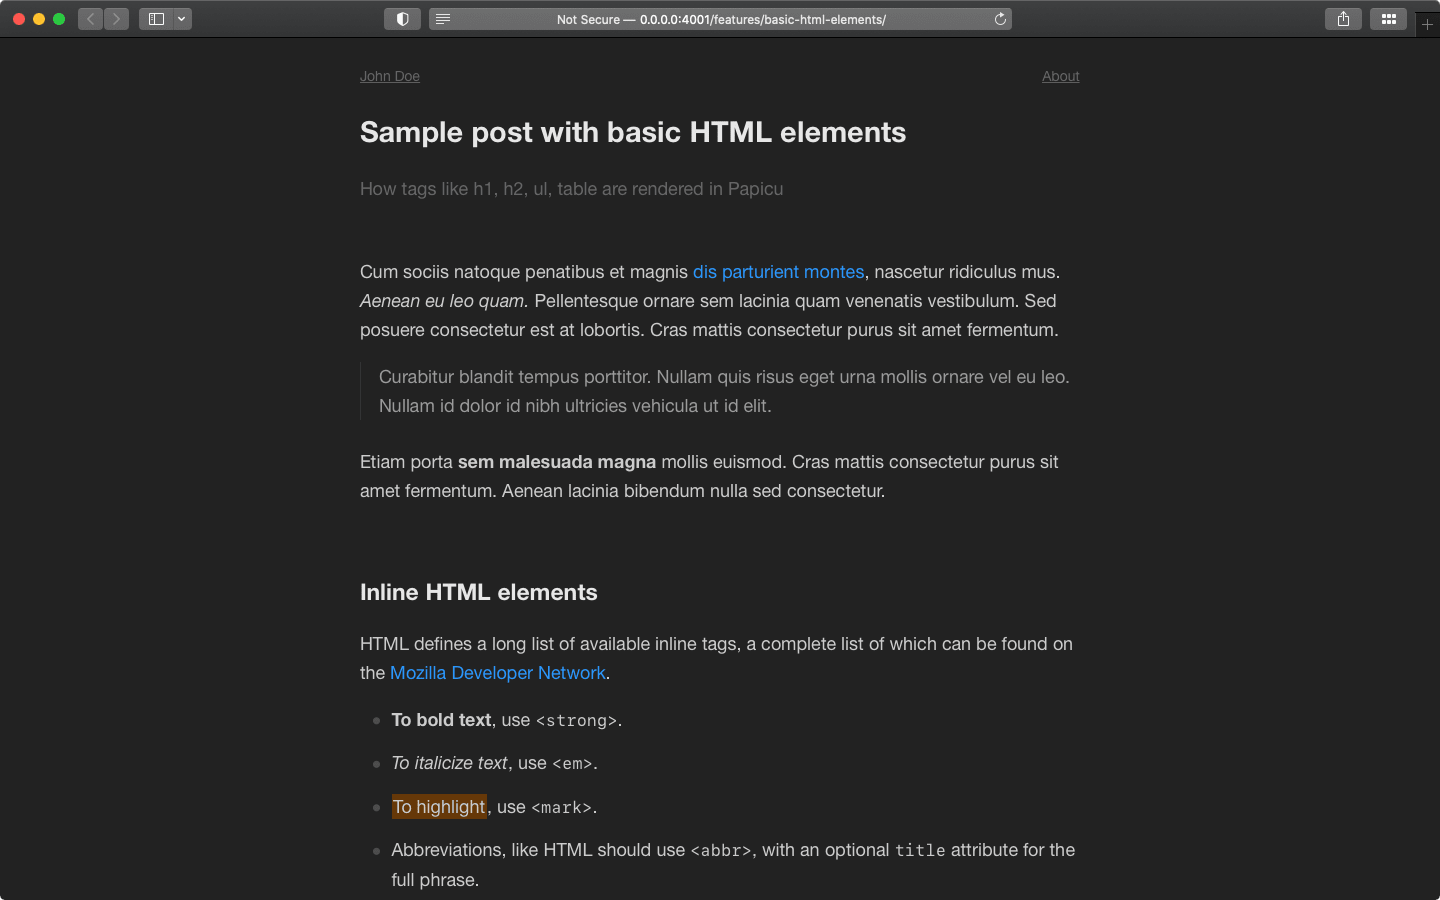 Not Secure — 0.0.0.0:4001/features/basic-html-elements/
John Doe
About
Sample post with basic HTML elements
How tags like h1, h2, ul, table are rendered in Papicu
Cum sociis natoque penatibus et magnis dis parturient montes, nascetur ridiculus mus.
Aenean eu leo quam. Pellentesque ornare sem lacinia quam venenatis vestibulum. Sed
posuere consectetur est at lobortis. Cras mattis consectetur purus sit amet fermentum.
Curabitur blandit tempus porttitor. Nullam quis risus eget urna mollis ornare vel eu leo.
Nullam id dolor id nibh ultricies vehicula ut id elit.
Etiam porta sem malesuada magna mollis euismod. Cras mattis consectetur purus sit
amet fermentum. Aenean lacinia bibendum nulla sed consectetur.
Inline HTML elements
HTML defines a long list of available inline tags, a complete list of which can be found on
the Mozilla Developer Network.
• To bold text, use <strong>.
• To italicize text, use <em>.
• To highlight, use <mark>.
• Abbreviations, like HTML should use <abbr>, with an optional title attribute for the
full phrase.